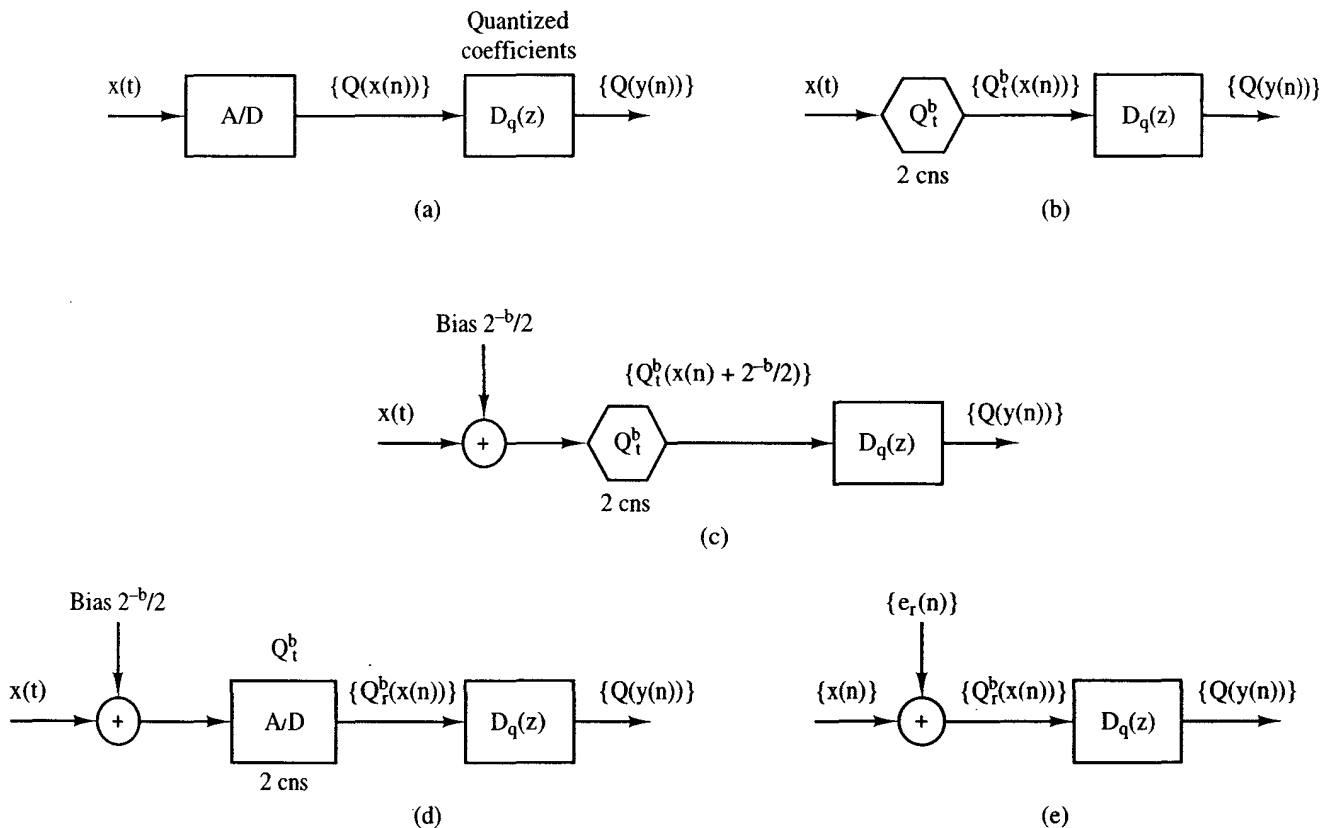 Quantized
coefficients
x(t)
A/D
{Q(x(n))}
D_q(z)
{Q(y(n))}
(a)
x(t)
Q_t^b
2 cns
{Q_t^b(x(n))}
D_q(z)
{Q(y(n))}
(b)
Bias 2^{-b}/2
x(t)
+
Q_t^b
2 cns
{Q_t^b(x(n) + 2^{-b}/2)}
D_q(z)
{Q(y(n))}
(c)
Bias 2^{-b}/2
x(t)
+
Q_t^b
A/D
2 cns
{Q_r^b(x(n))}
D_q(z)
{Q(y(n))}
(d)
{e_r(n)}
{x(n)}
+
{Q_r^b(x(n))}
D_q(z)
{Q(y(n))}
(e)